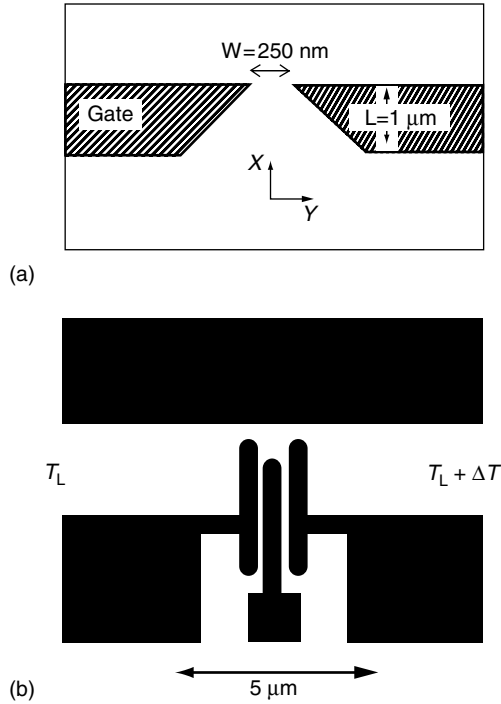 W=250 nm
Gate
L=1 μm
X
Y
(a)
T_L
T_L + ΔT
5 μm
(b)